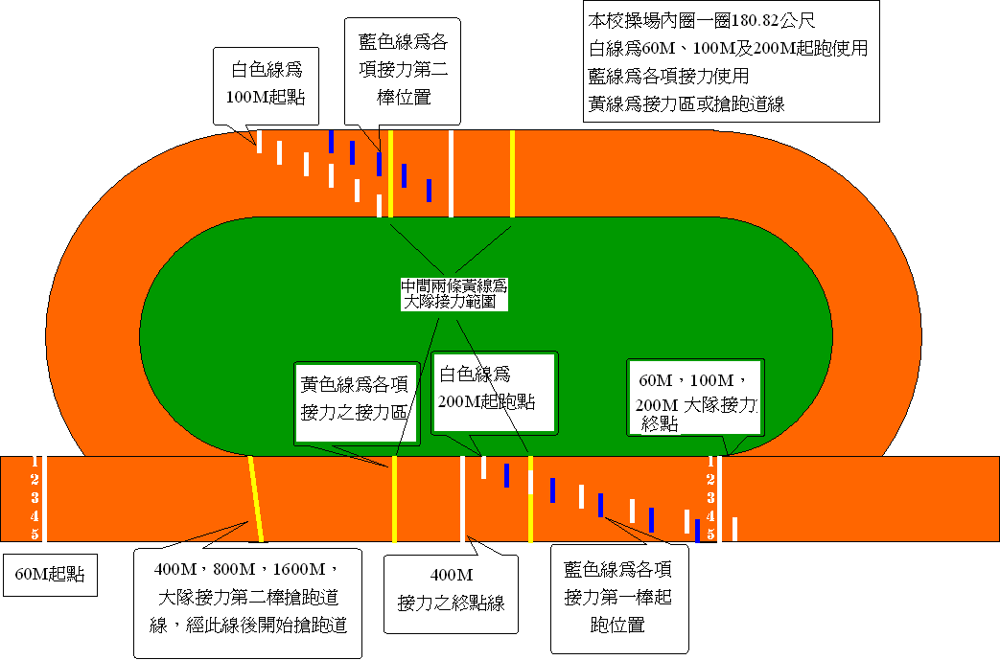 本校操場內圈一圈180.82公尺
白線為60M、100M及200M起跑使用
藍線為各項接力使用
黃線為接力區或搶跑道線
藍色線為各
項接力第二
棒位置
白色線為
100M起點
中間兩條黃線為
大隊接力範圍
黃色線為各項
接力之接力區
白色線為
200M起跑點
60M，100M，
200M 大隊接力
終點
1
2
3
4
5
1
2
3
4
5
60M起點
400M，800M，1600M，
大隊接力第二棒搶跑道
線，經此線後開始搶跑道
400M
接力之終點線
藍色線為各項
接力第一棒起
跑位置